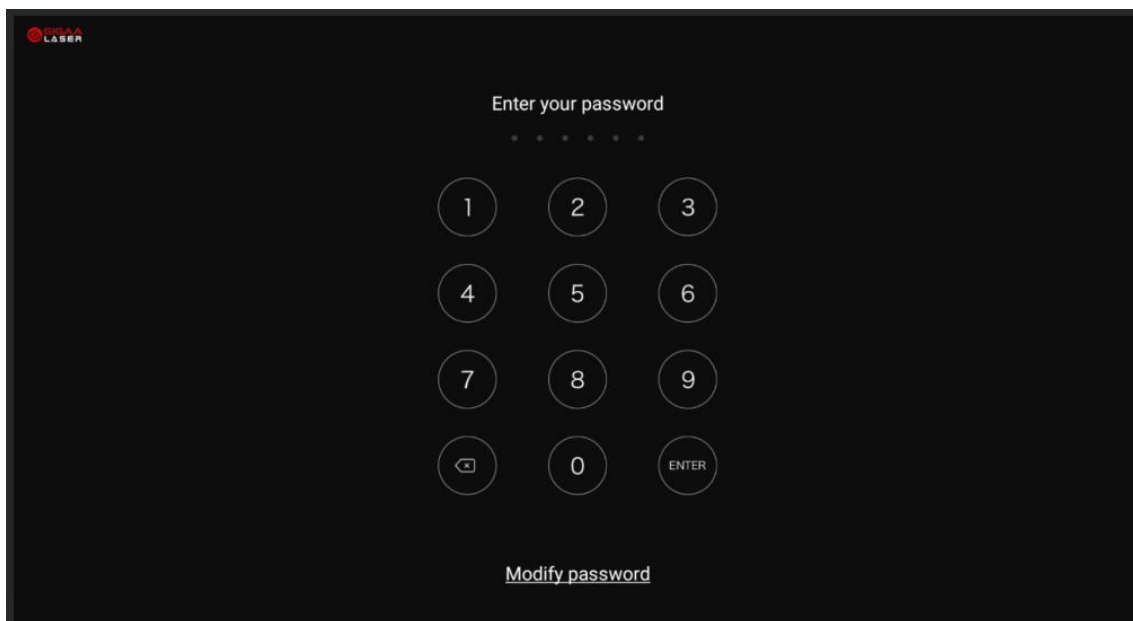 GIGAA
LASER
Enter your password
1 2 3
4 5 6
7 8 9
0 ENTER
Modify password